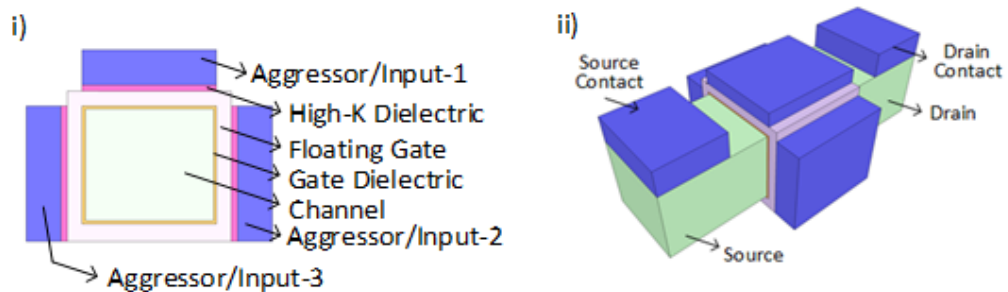 i)
Aggressor/Input-1
High-K Dielectric
Floating Gate
Gate Dielectric
Channel
Aggressor/Input-2
Aggressor/Input-3
ii)
Source
Contact
Drain
Contact
Drain
Source